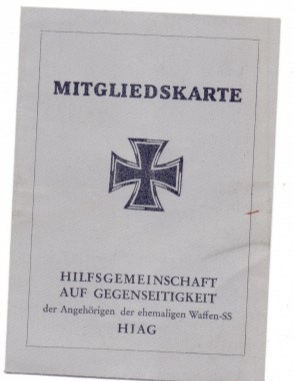 MITGLIEDSKARTE
HILFSGEMEINSCHAFT
AUF GEGENSEITIGKEIT
der Angehörigen der ehemaligen Waffen-SS
HIAG